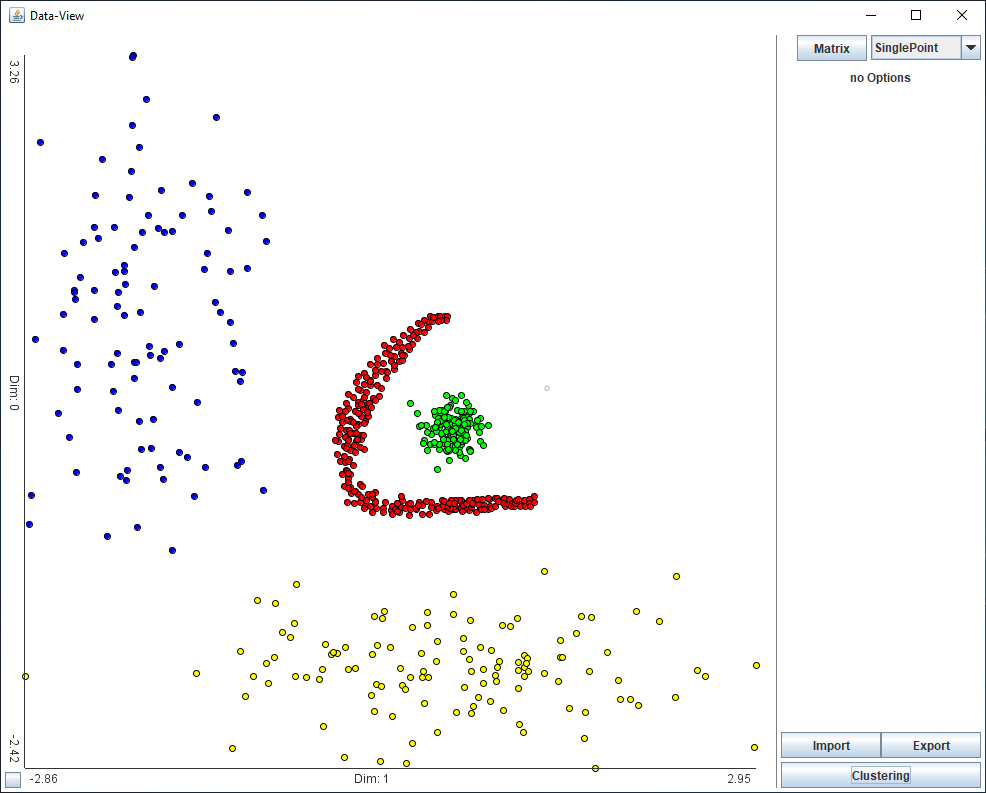 Data-View
Matrix
SinglePoint
no Options
3.26
Dim: 0
-2.42
-2.86
Dim: 1
2.95
Import
Export
Clustering